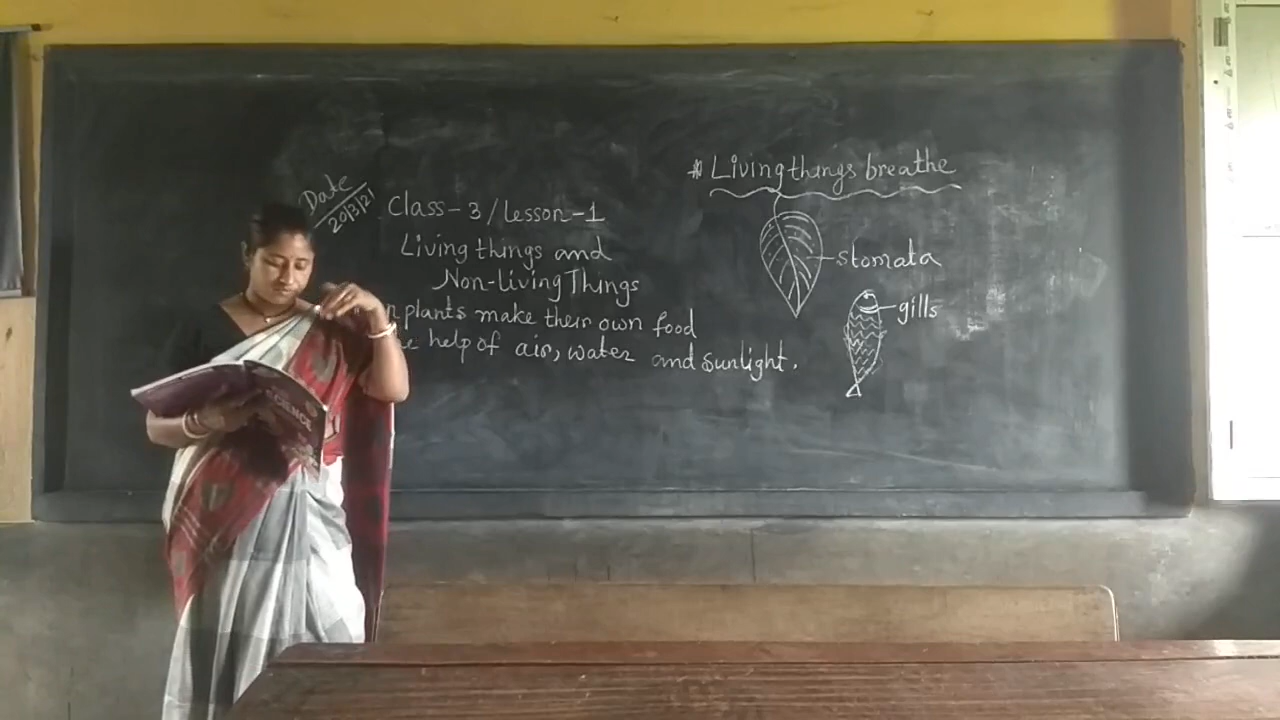 Date
20/3/21
Class-3/Lesson-1
Living things and
Non-living Things
plants make their own food
help of air, water and sunlight.
# Living things breathe
stomata
gills
SCIENCE